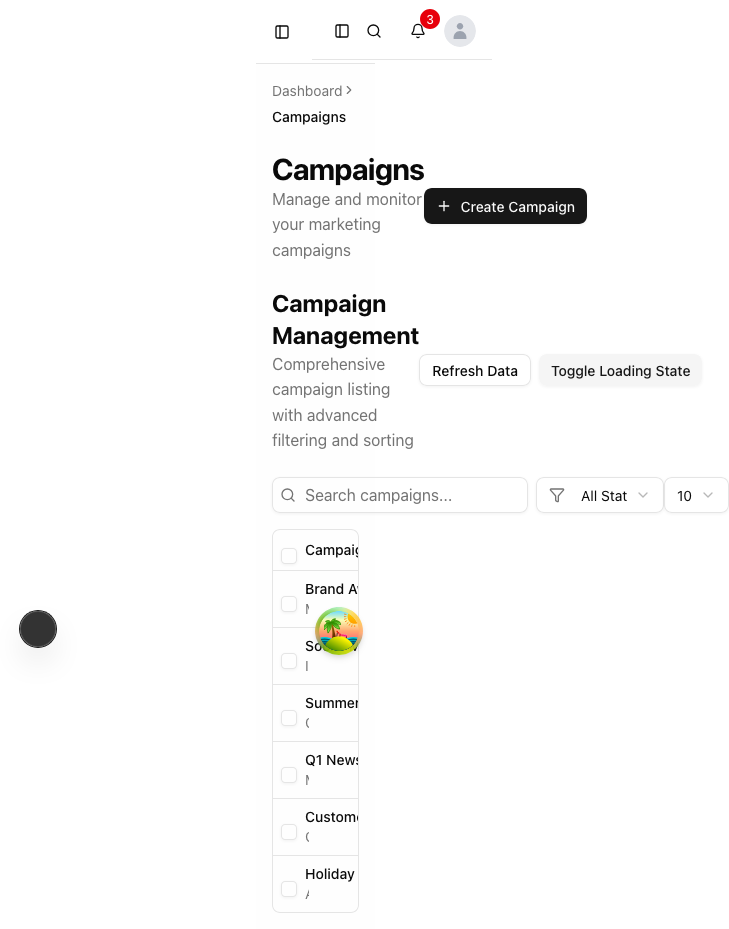 3
Dashboard
Campaigns
Campaigns
Manage and monitor
your marketing
campaigns
Create Campaign
Campaign
Management
Comprehensive
campaign listing
with advanced
filtering and sorting
Refresh Data
Toggle Loading State
Search campaigns...
All Stat
10
Campaig
Brand
Summer
Q1 News
Custome
Holiday